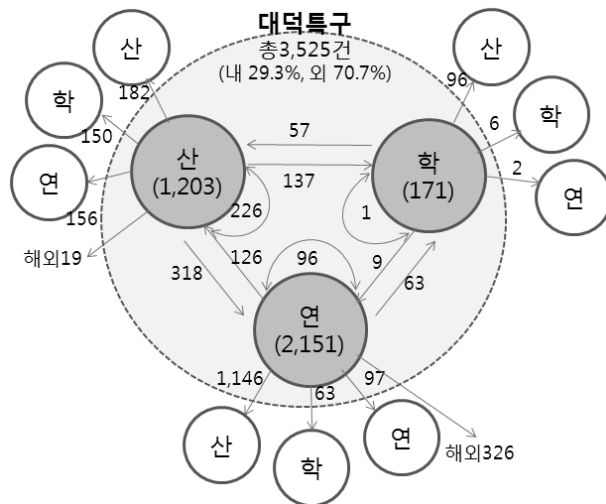 대덕특구
총3,525건
(내 29.3%, 외 70.7%)
산
학
연
182
150
156
해외19
산
(1,203)
57
137
학
(171)
산
학
연
96
6
2
226
1
318
126
96
9
63
연
(2,151)
1,146
63
97
산
학
연
해외326